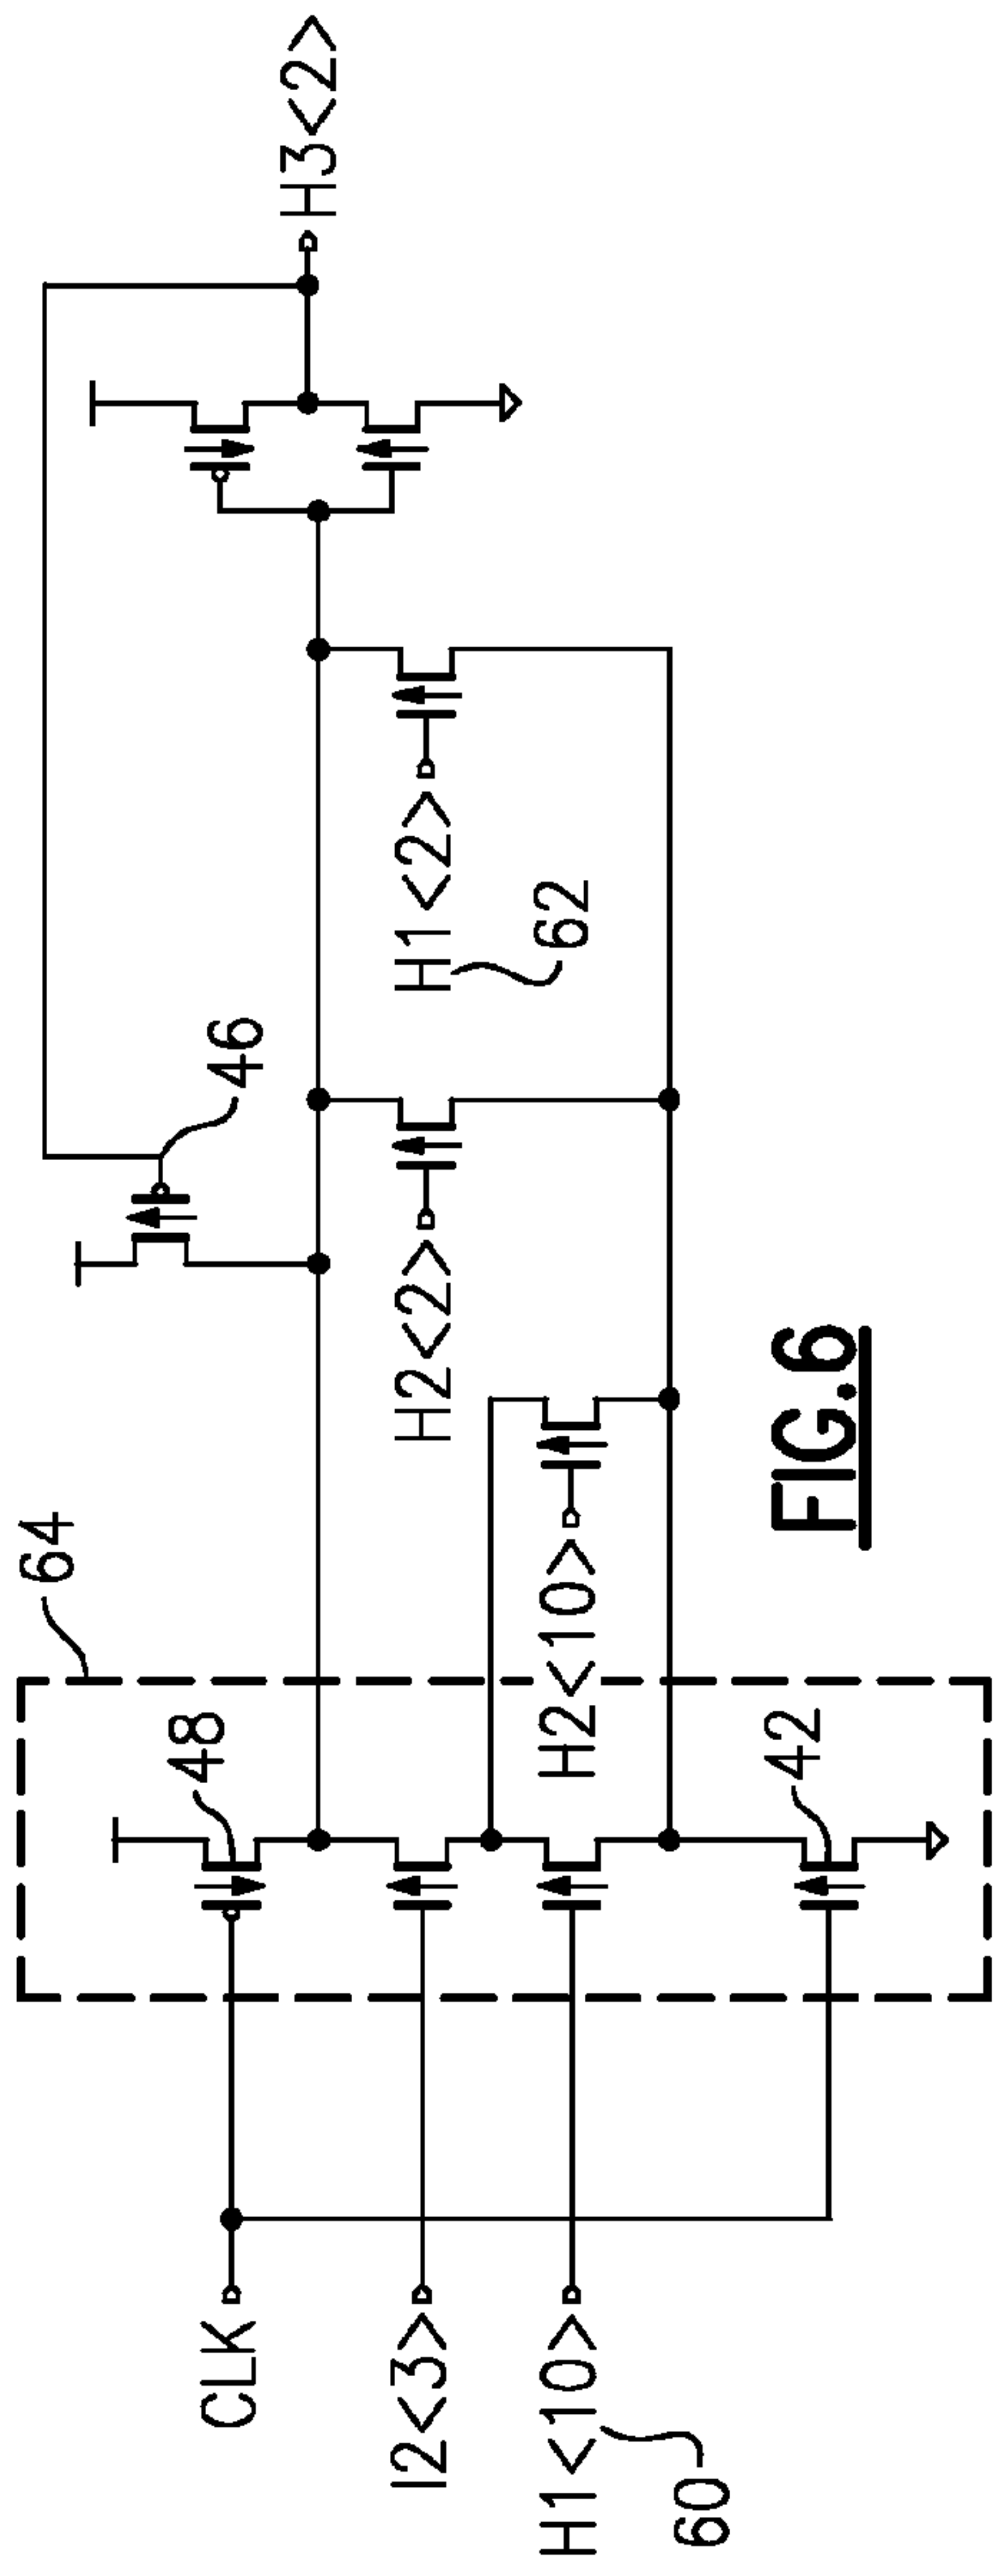 64
48
46
H3<2>
CLK
I2<3>
H2<2>
H1<2>
62
H1<10>
H2<10>
60
42
FIG.6